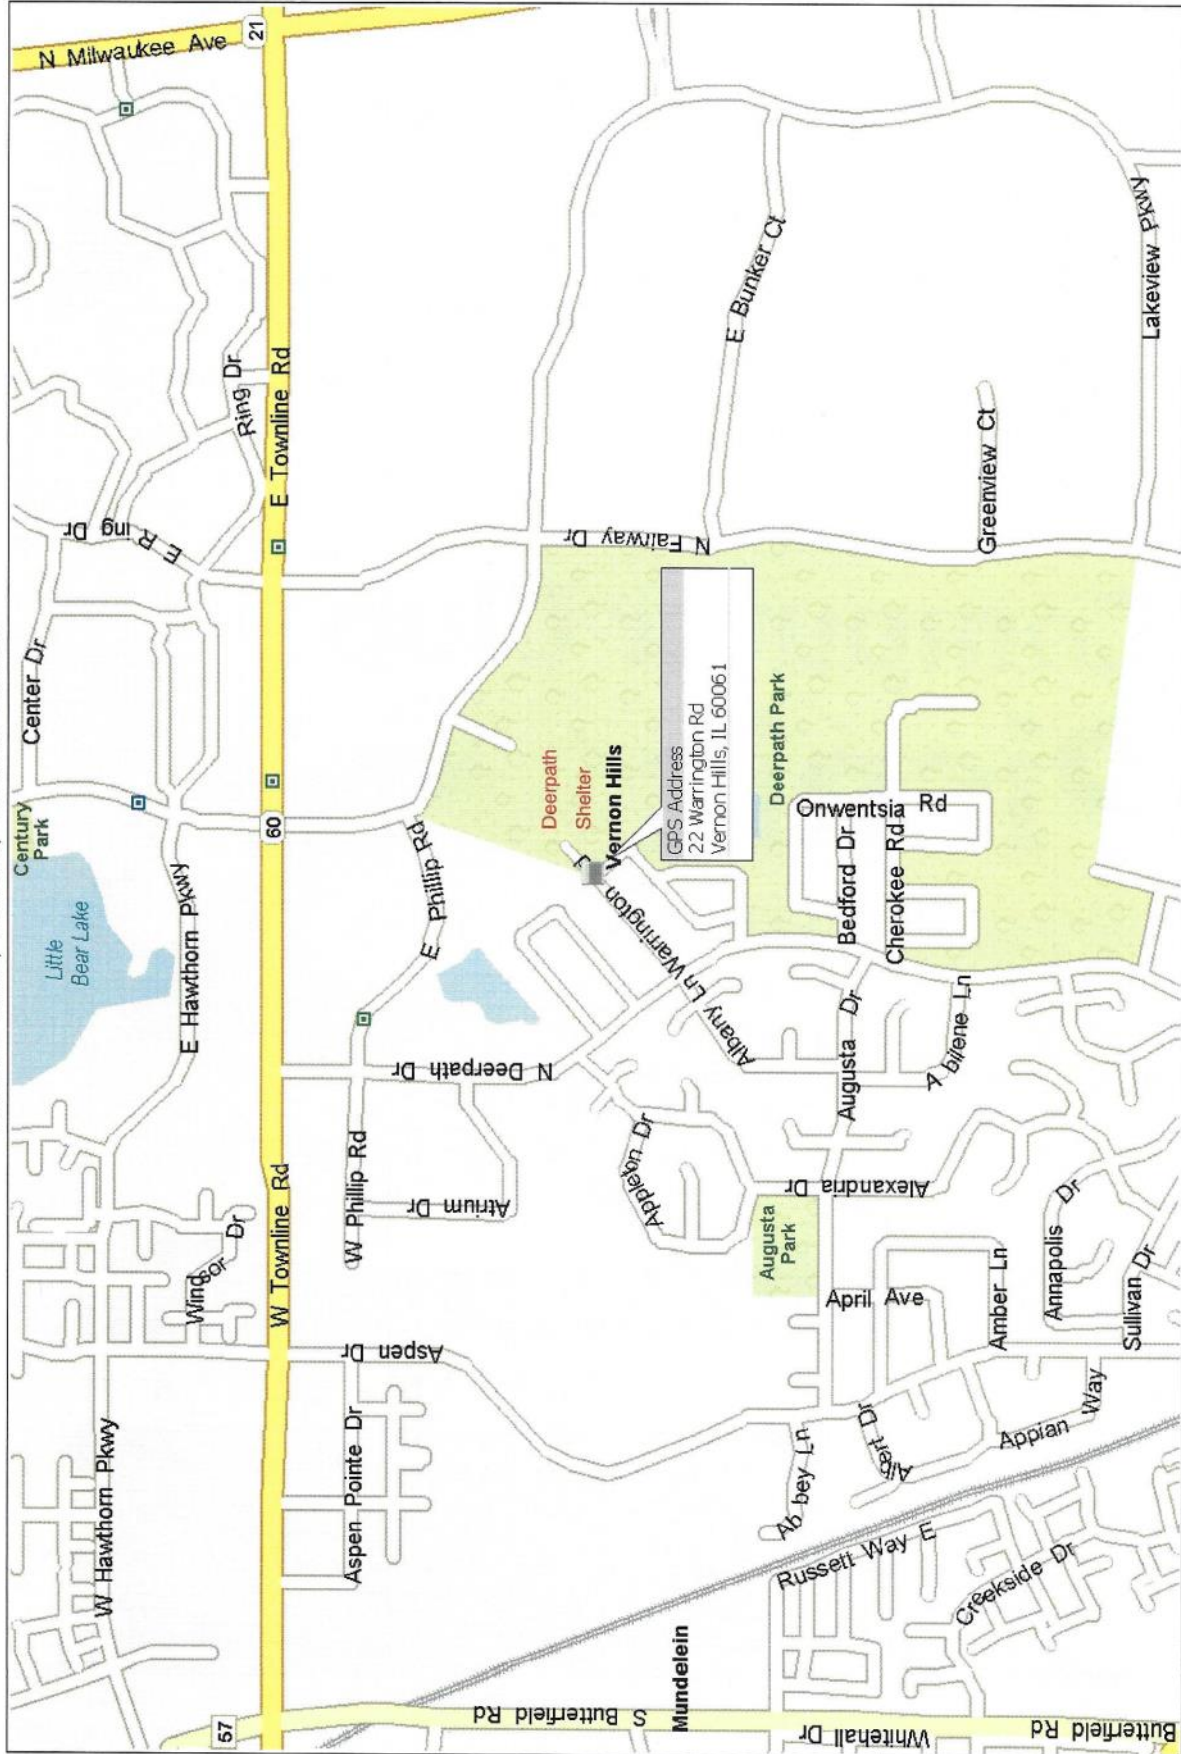 N Milwaukee Ave
21
Century
Park
Little
Bear Lake
Center Dr
E Ring Dr
Ring Dr
E Hawthorn Pkwy
W Hawthorn Pkwy
Windsor Dr
57
60
W Townline Rd
E Townline Rd
Aspen Dr
Aspen Pointe Dr
W Phillip Rd
E Phillip Rd
Atrium Dr
N Deerpath Dr
N Fairway Dr
Deerpath
Shelter
Vernon Hills
GPS Address
22 Warrington Rd
Vernon Hills, IL 60061
Deerpath Park
E Bunker Ct
Greenview Ct
Lakeview Pkwy
Warrington
Albany Ln
Appleton Dr
Onwentsia Rd
Bedford Dr
Cherokee Rd
Augusta Dr
Abilene Ln
Augusta
Park
Alexandria Dr
April Ave
Amber Ln
Annapolis Dr
Sullivan Dr
Abbey Ln
Albert Dr
Appian Way
Russett Way E
Creekside Dr
S Butterfield Rd
Mundelein
Whitehall Dr
Butterfield Rd